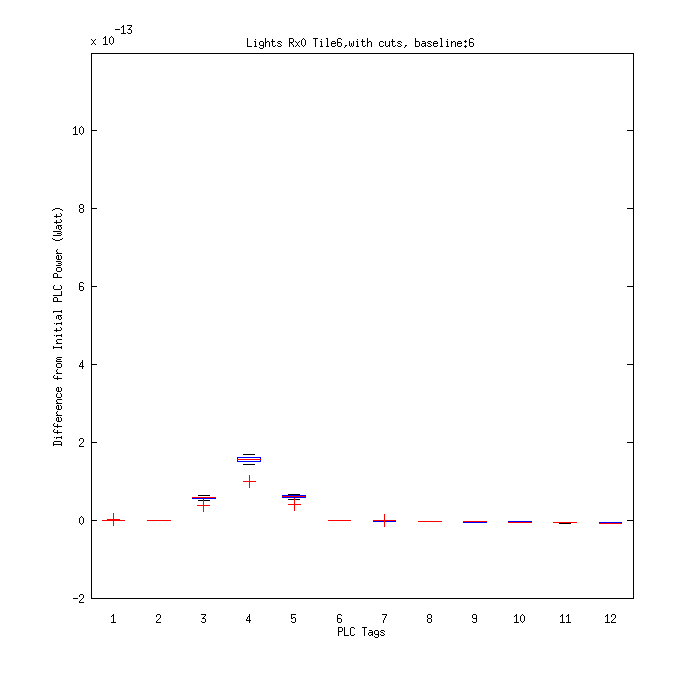 -13
x 10
Lights Rx0 Tile6,with cuts, baseline:6
10
8
6
4
2
0
-2
Difference from Initial PLC Power (Watt)
1 2 3 4 5 6 7 8 9 10 11 12
PLC Tags